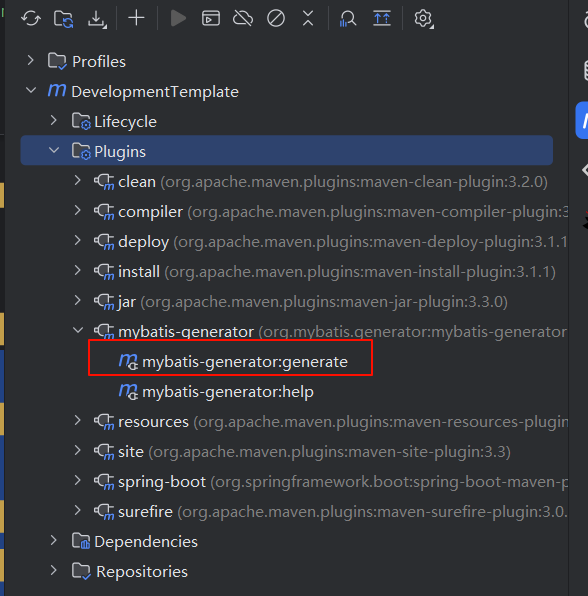 Profiles
DevelopmentTemplate
Lifecycle
Plugins
clean (org.apache.maven.plugins:maven-clean-plugin:3.2.0)
compiler (org.apache.maven.plugins:maven-compiler-plugin:3
deploy (org.apache.maven.plugins:maven-deploy-plugin:3.1.1
install (org.apache.maven.plugins:maven-install-plugin:3.1.1)
jar (org.apache.maven.plugins:maven-jar-plugin:3.3.0)
mybatis-generator (org.mybatis.generator:mybatis-generator
mybatis-generator:generate
mybatis-generator:help
resources (org.apache.maven.plugins:maven-resources-plugin
site (org.apache.maven.plugins:maven-site-plugin:3.3)
spring-boot (org.springframework.boot:spring-boot-maven-p
surefire (org.apache.maven.plugins:maven-surefire-plugin:3.0.
Dependencies
Repositories